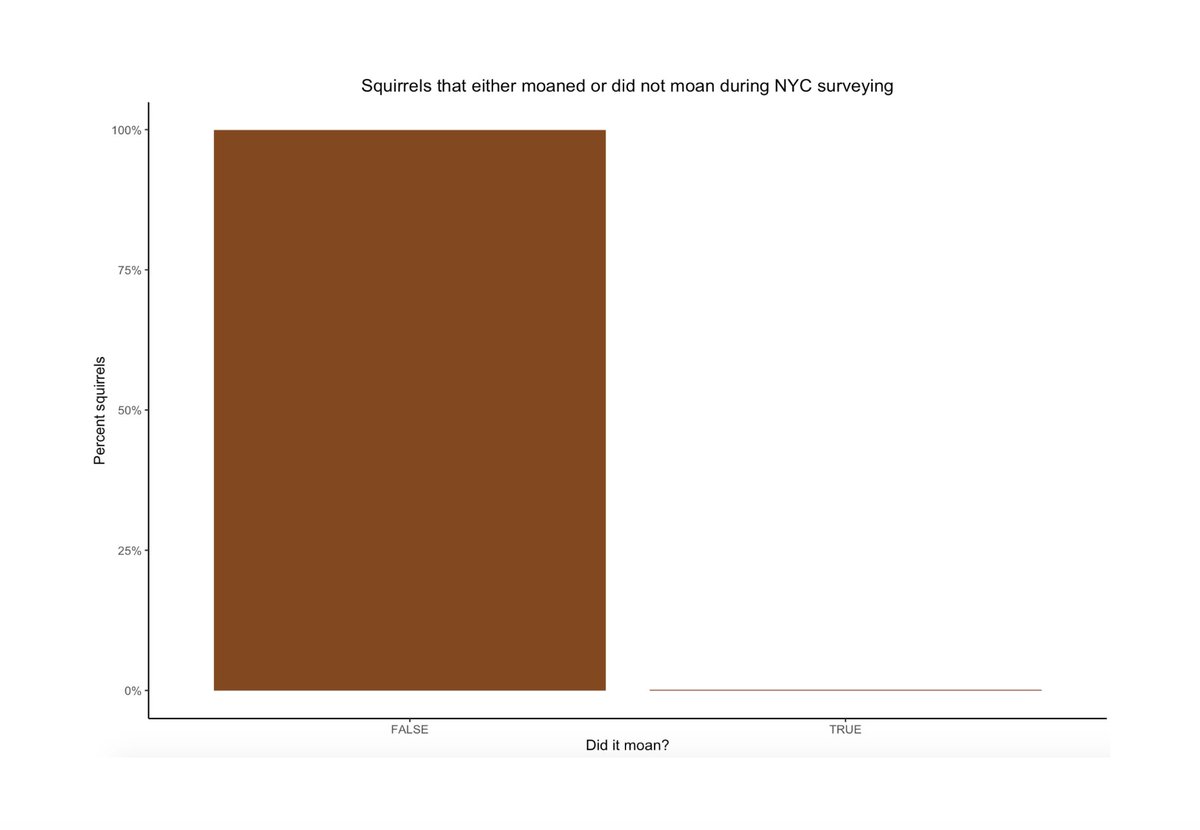 Squirrels that either moaned or did not moan during NYC surveying
100%
75%
50%
25%
0%
Percent squirrels
FALSE
TRUE
Did it moan?